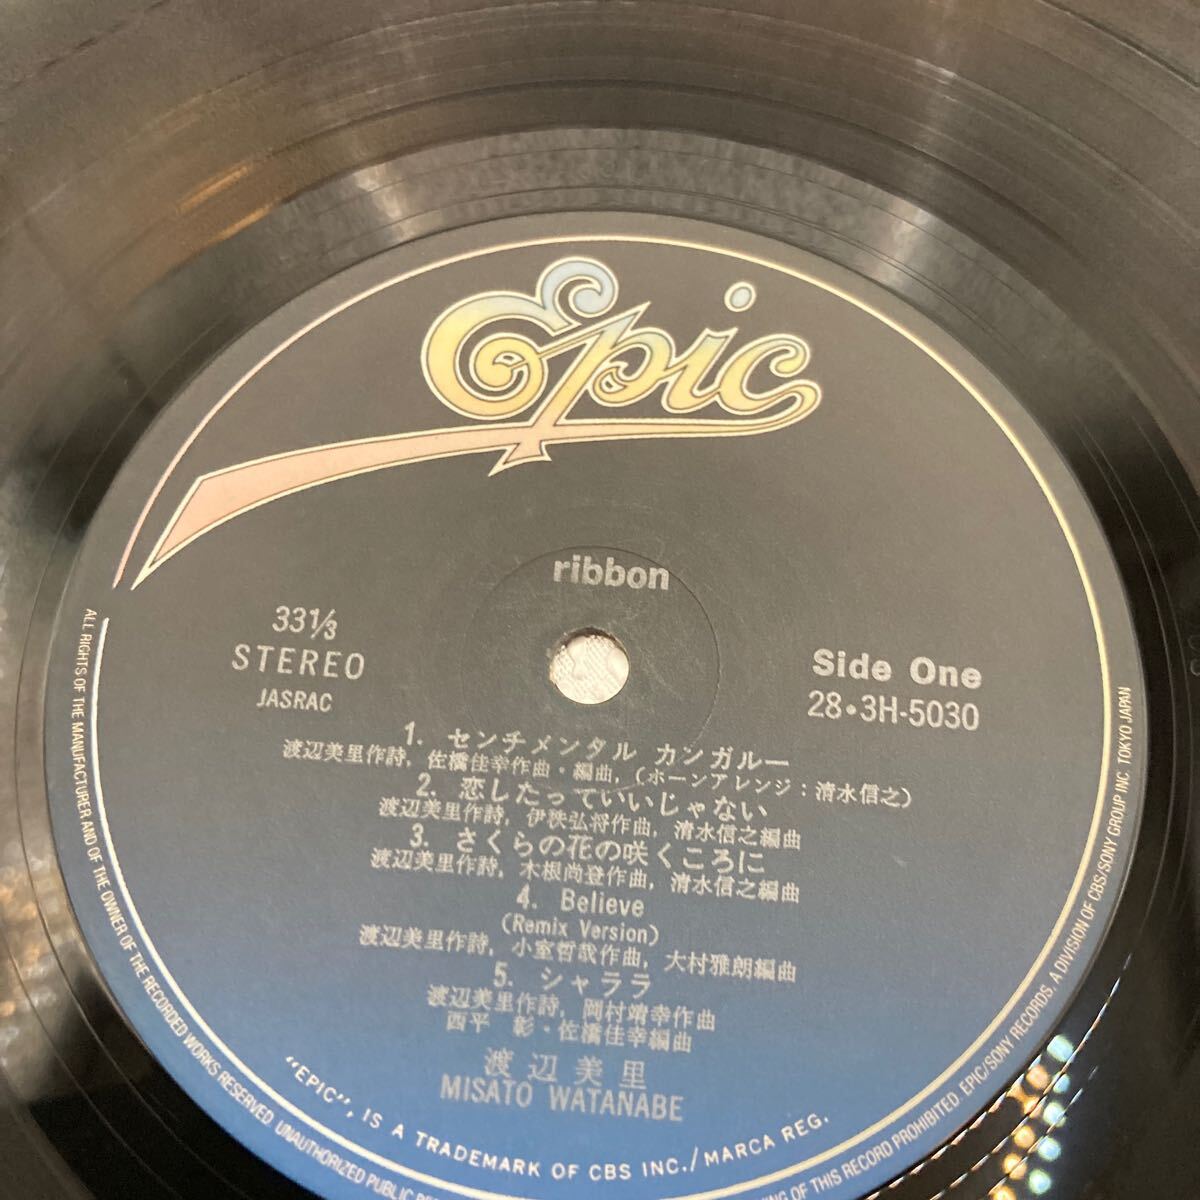 Epic
ribbon
33 1/3
STEREO
JASRAC
Side One
28・3H-5030
1. センチメンタル カンガルー
渡辺美里作詩, 佐橋佳幸作曲・編曲, (ホーンアレンジ：清水信之)
2. 恋したっていいじゃない
渡辺美里作詩, 伊秩弘将作曲, 清水信之編曲
3. さくらの花の咲くころに
渡辺美里作詩, 木根尚登作曲, 清水信之編曲
4. Believe
(Remix Version)
渡辺美里作詩, 小室哲哉作曲, 大村雅朗編曲
5. シャララ
渡辺美里作詩, 岡村靖幸作曲
西平 彰・佐橋佳幸編曲
渡辺美里
MISATO WATANABE
"EPIC", IS A TRADEMARK OF CBS INC./MARCA REG.
ALL RIGHTS OF THE MANUFACTURER AND OF THE OWNER OF THE RECORDED WORKS RESERVED. UNAUTHORIZED PUBLIC
OF THIS RECORD PROHIBITED. EPIC/SONY RECORDS, A DIVISION OF CBS/SONY GROUP INC. TOKYO JAPAN